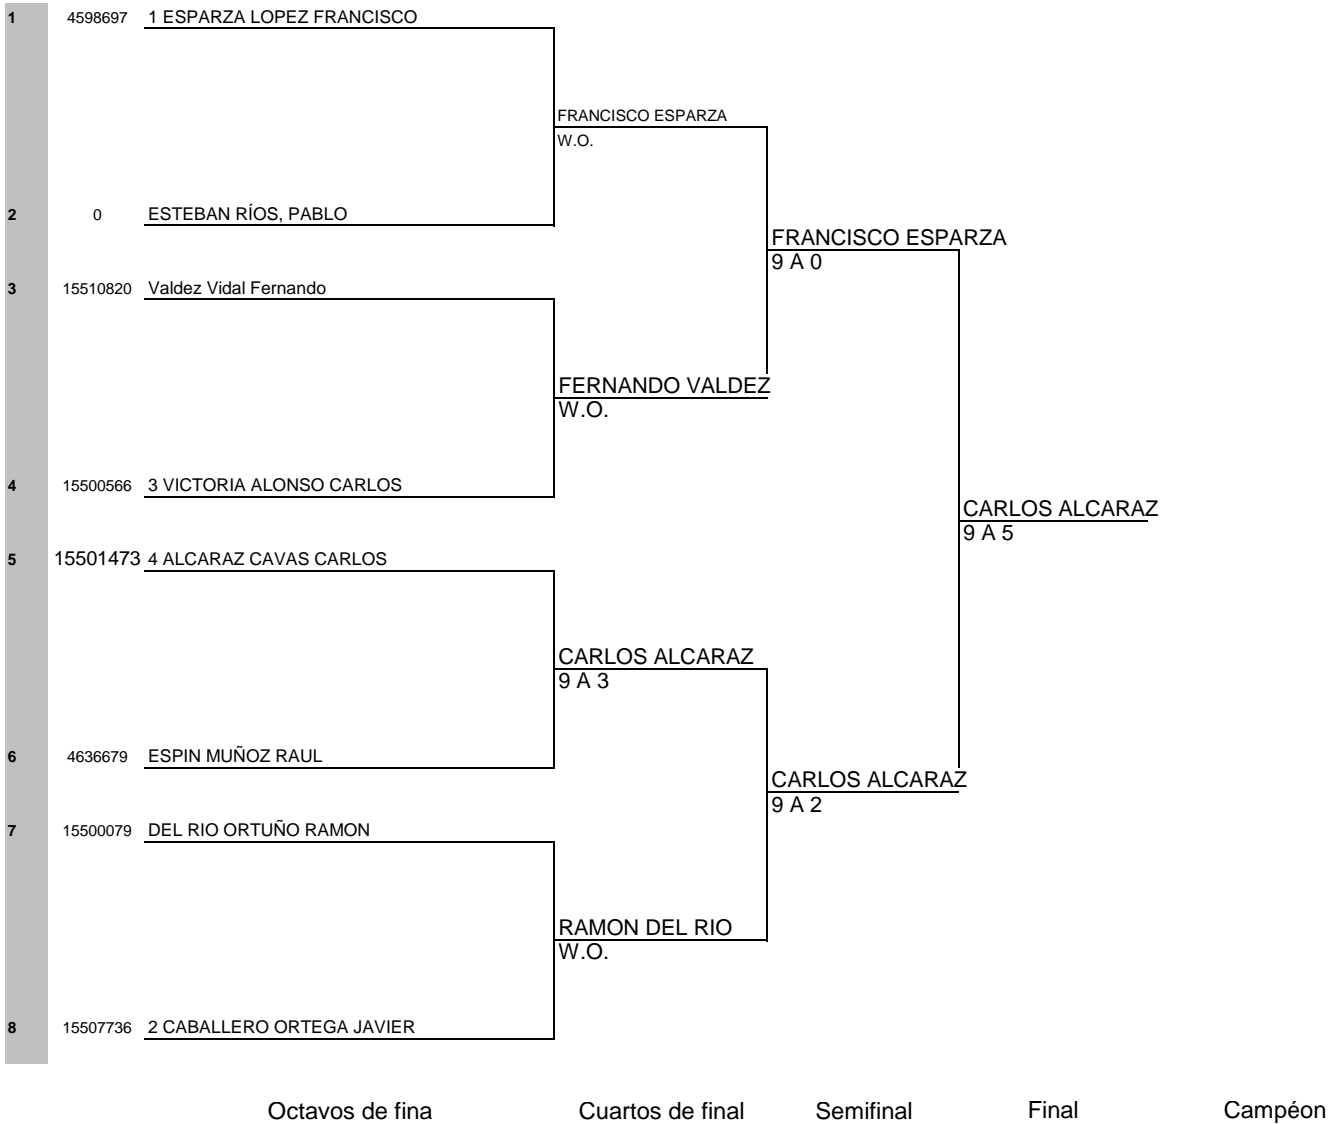 1 4598697 1 ESPARZA LOPEZ FRANCISCO
FRANCISCO ESPARZA
W.O.
2 0 ESTEBAN RÍOS, PABLO
FRANCISCO ESPARZA
9 A 0
3 15510820 Valdez Vidal Fernando
FERNANDO VALDEZ
W.O.
4 15500566 3 VICTORIA ALONSO CARLOS
CARLOS ALCARAZ
9 A 5
5 15501473 4 ALCARAZ CAVAS CARLOS
CARLOS ALCARAZ
9 A 3
6 4636679 ESPIN MUÑOZ RAUL
CARLOS ALCARAZ
9 A 2
7 15500079 DEL RIO ORTUÑO RAMON
RAMON DEL RIO
W.O.
8 15507736 2 CABALLERO ORTEGA JAVIER
Octavos de fina Cuartos de final Semifinal Final Campéon